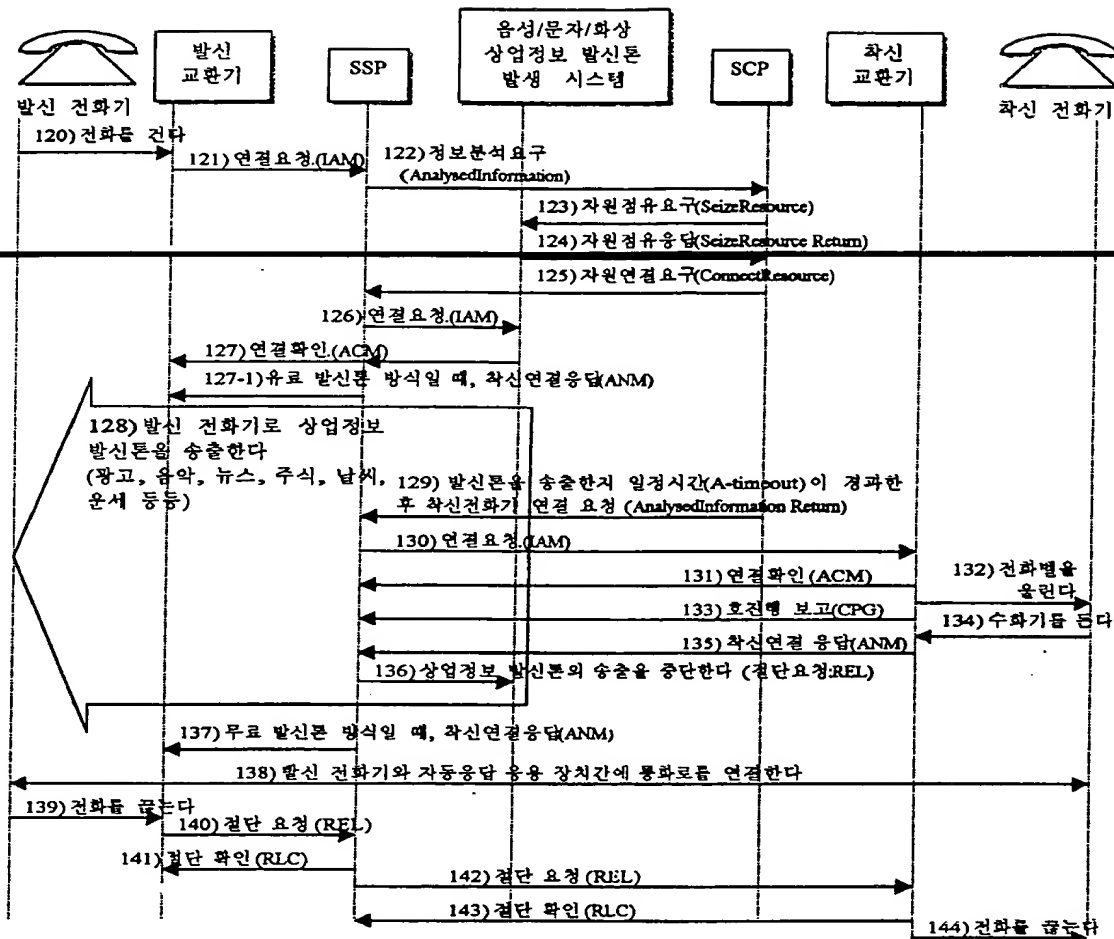 음성/문자/화상
상업정보 발신톤
발생 시스템
발신
교환기
SSP
SCP
착신
교환기
발신 전화기
착신 전화기
120) 전화를 건다
121) 연결요청.(IAM)
122) 정보분석요구
(AnalysedInformation)
123) 자원점유요구(SeizeResource)
124) 자원점유응답(SeizeResource Return)
125) 자원연결요구(ConnectResource)
126) 연결요청.(IAM)
127) 연결확인.(ACM)
127-1) 유료 발신톤 방식일 때, 착신연결응답(ANM)
128) 발신 전화기로 상업정보
발신톤을 송출한다
(광고, 음악, 뉴스, 주식, 날씨,
운세 등등)
129) 발신톤을 송출한지 일정시간(A-timeout) 이 경과한
후 착신전화기 연결 요청 (AnalysedInformation Return)
130) 연결요청.(IAM)
131) 연결확인 (ACM)
132) 전화벨을
울린다
133) 호진행 보고(CPG)
134) 수화기를 든다
135) 착신연결 응답(ANM)
136) 상업정보 발신톤의 송출을 중단한다 (절단요청:REL)
137) 무료 발신톤 방식일 때, 착신연결응답(ANM)
138) 발신 전화기와 자동응답 응용 장치간에 통화로를 연결한다
139) 전화를 끊는다
140) 절단 요청 (REL)
141) 절단 확인 (RLC)
142) 절단 요청 (REL)
143) 절단 확인 (RLC)
144) 전화를 끊는다